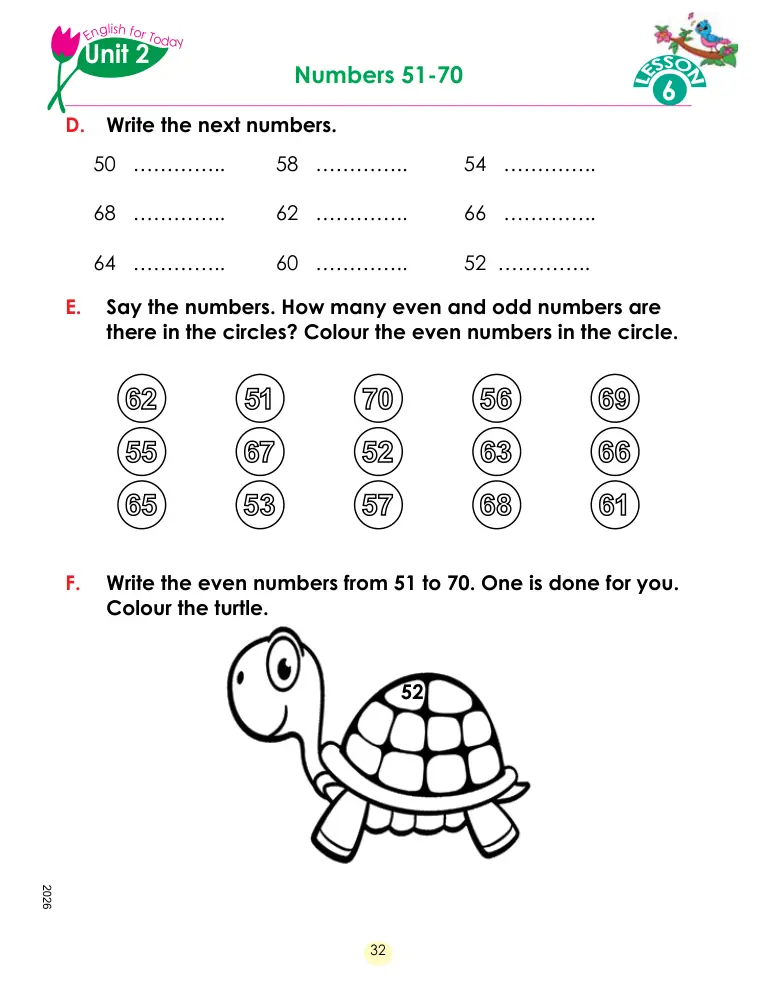 English for Today
Unit 2
Numbers 51-70
LESSON
6
D. Write the next numbers.
50 ………….. 58 ………….. 54 …………..
68 ………….. 62 ………….. 66 …………..
64 ………….. 60 ………….. 52 …………..
E. Say the numbers. How many even and odd numbers are
there in the circles? Colour the even numbers in the circle.
62 51 70 56 69
55 67 52 63 66
65 53 57 68 61
F. Write the even numbers from 51 to 70. One is done for you.
Colour the turtle.
52
2026
32